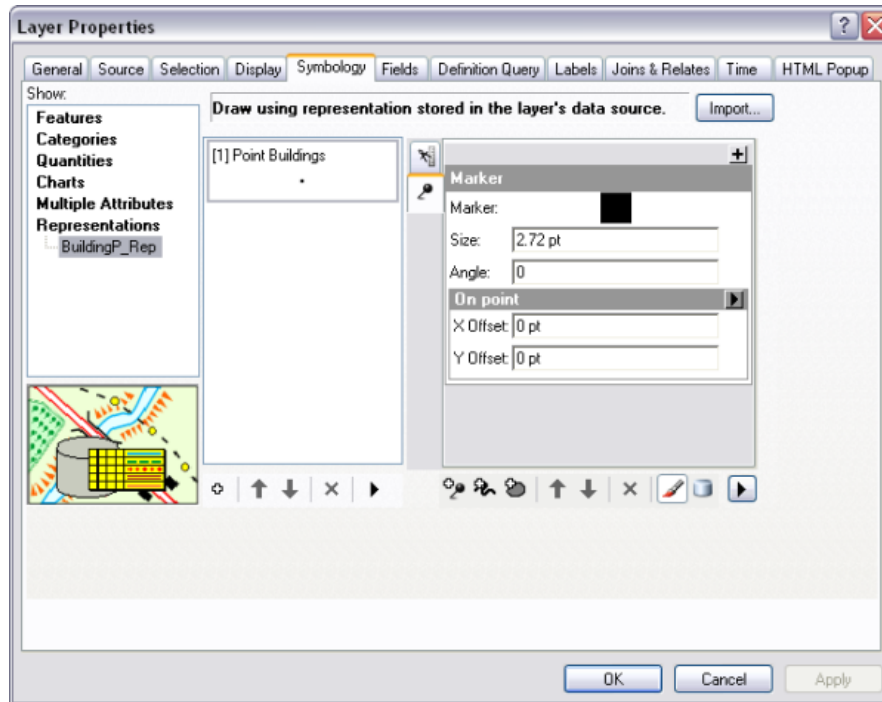 Layer Properties
General Source Selection Display Symbology Fields Definition Query Labels Joins & Relates Time HTML Popup
Show:
Features
Categories
Quantities
Charts
Multiple Attributes
Representations
BuildingP_Rep
Draw using representation stored in the layer's data source.
Import...
[1] Point Buildings
Marker
Marker:
Size: 2.72 pt
Angle: 0
On point
X Offset: 0 pt
Y Offset: 0 pt
OK Cancel Apply